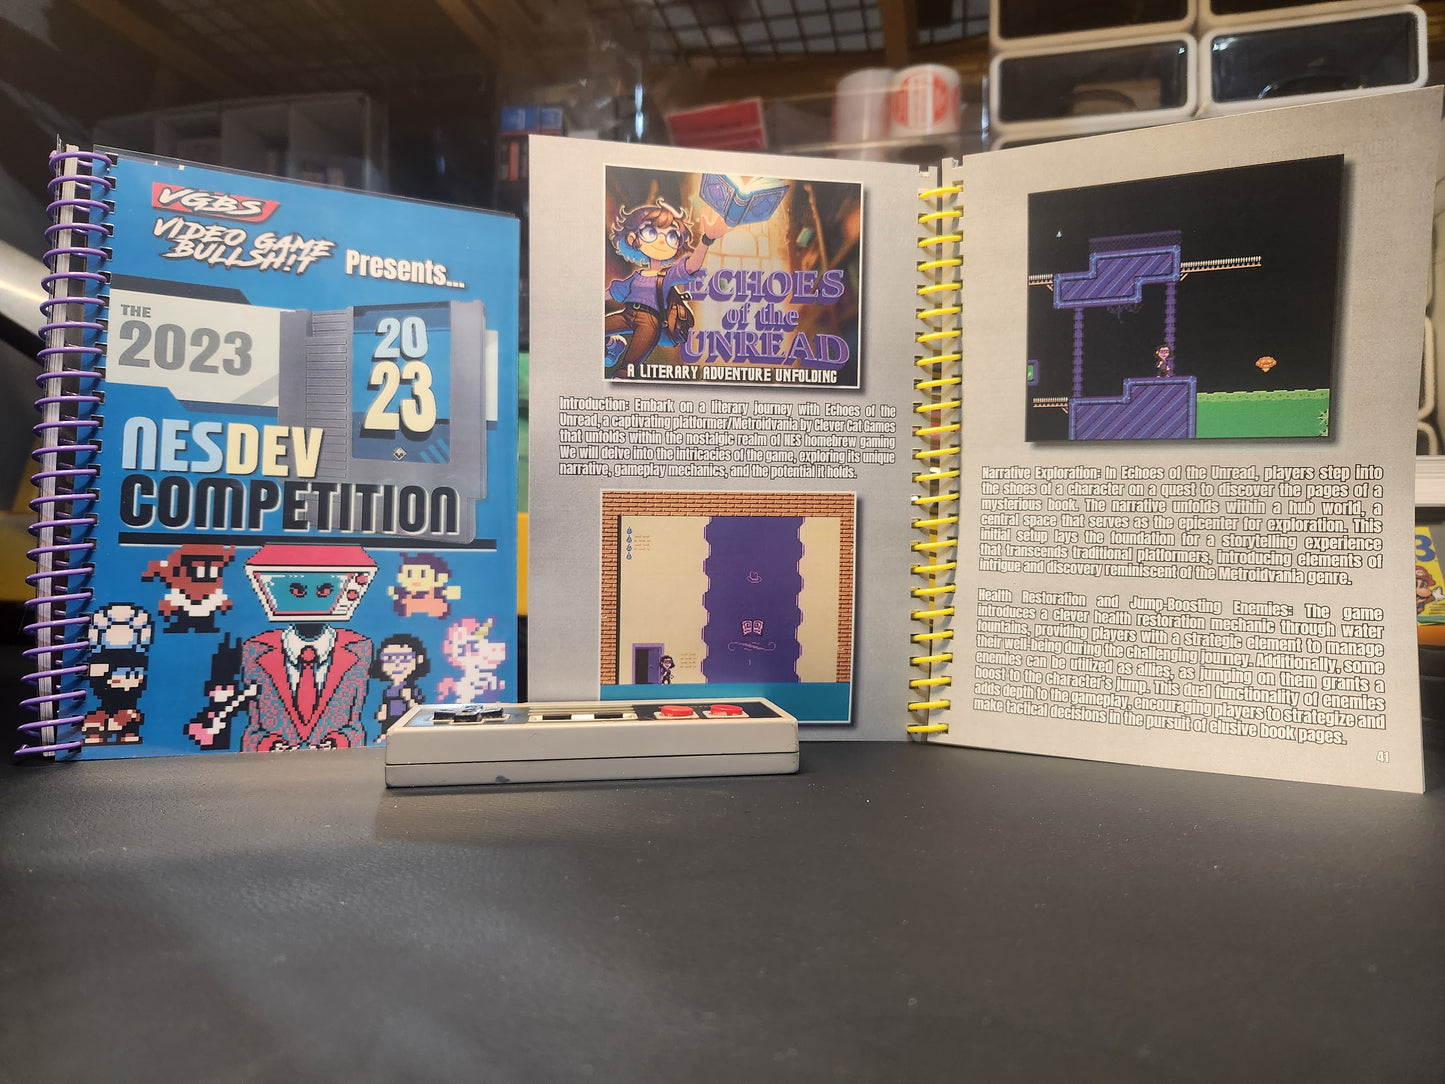 VGBS
VIDEO GAME
BULLSH!T
Presents...
THE
2023
20
23
NESDEV
COMPETITION
ECHOES
of the
UNREAD
A LITERARY ADVENTURE UNFOLDING
Introduction: Embark on a literary journey with Echoes of the
Unread, a captivating platformer/Metroidvania by Clever Cat Games
that unfolds within the nostalgic realm of NES homebrew gaming
We will delve into the intricacies of the game, exploring its unique
narrative, gameplay mechanics, and the potential it holds.
Narrative Exploration: In Echoes of the Unread, players step into
the shoes of a character on a quest to discover the pages of a
mysterious book. The narrative unfolds within a hub world, a
central space that serves as the epicenter for exploration. This
initial setup lays the foundation for a storytelling experience
that transcends traditional platformers, introducing elements of
intrigue and discovery reminiscent of the Metroidvania genre.
Health Restoration and Jump-Boosting Enemies: The game
introduces a clever health restoration mechanic through water
fountains, providing players with a strategic element to manage
their well-being during the challenging journey. Additionally, some
enemies can be utilized as allies, as jumping on them grants a
boost to the character's jump. This dual functionality of enemies
adds depth to the gameplay, encouraging players to strategize and
make tactical decisions in the pursuit of elusive book pages.
41
3